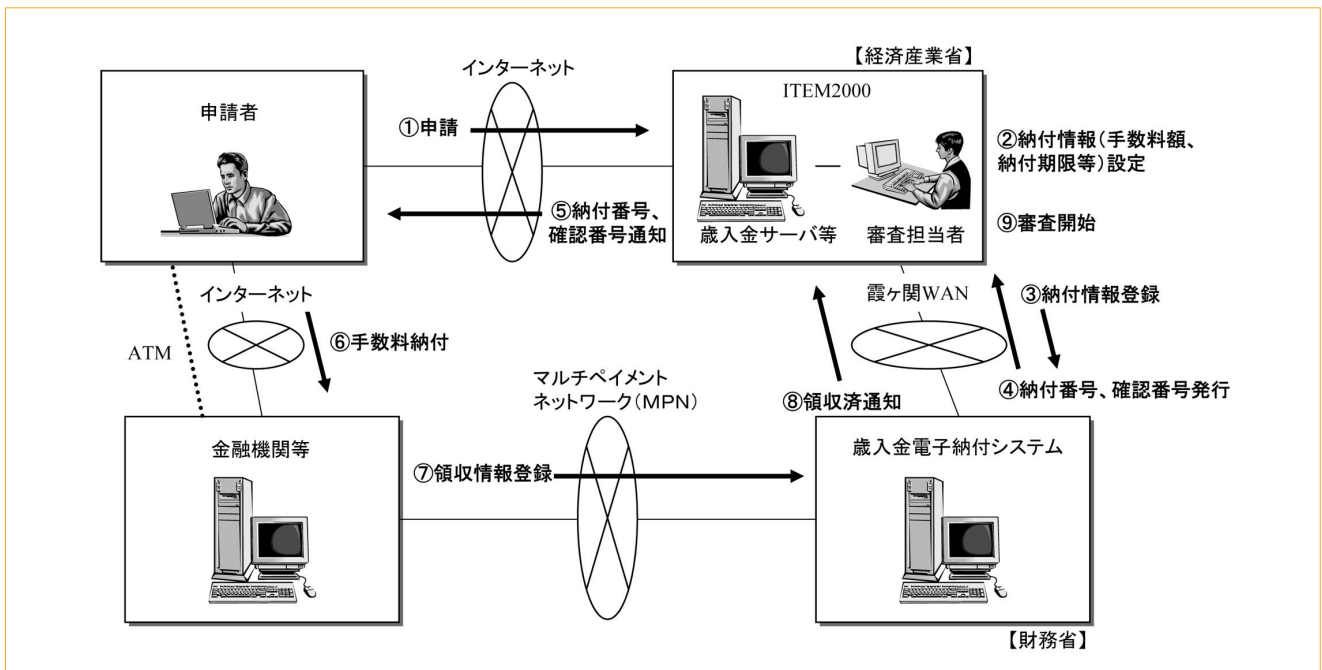 【経済産業省】
インターネット
ITEM2000
申請者
①申請
②納付情報(手数料額、
納付期限等)設定
⑤納付番号、
確認番号通知
歳入金サーバ等
審査担当者
⑨審査開始
インターネット
霞ヶ関WAN
③納付情報登録
⑥手数料納付
ATM
マルチペイメント
ネットワーク(MPN)
⑧領収済通知
④納付番号、確認番号発行
金融機関等
歳入金電子納付システム
⑦領収情報登録
【財務省】